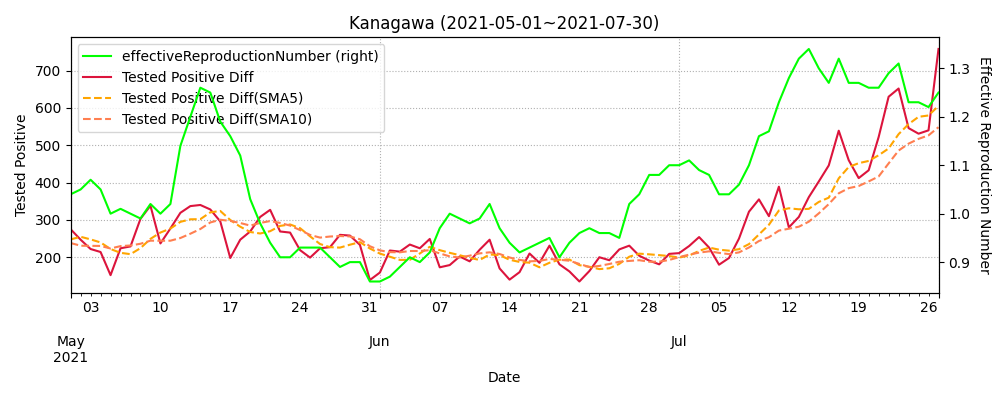 Kanagawa (2021-05-01~2021-07-30)
effectiveReproductionNumber (right)
Tested Positive Diff
Tested Positive Diff(SMA5)
Tested Positive Diff(SMA10)
Tested Positive
700
600
500
400
300
200
1.3
1.2
1.1
1.0
0.9
Effective Reproduction Number
03 10 17 24 31 07 14 21 28 05 12 19 26
May Jun Jul
2021
Date